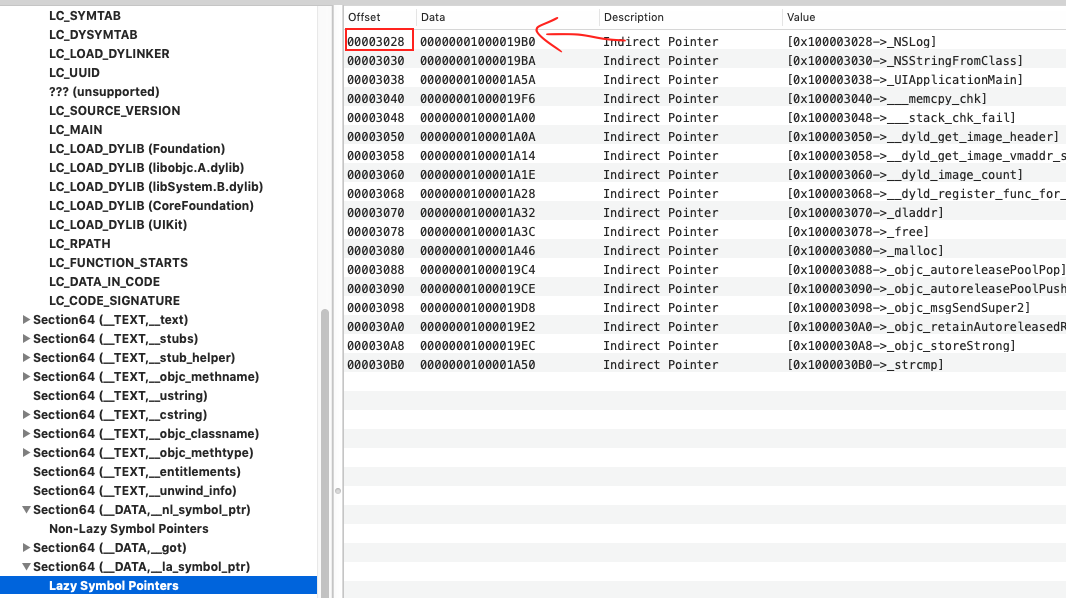 LC_SYMTAB
LC_DYSYMTAB
LC_LOAD_DYLINKER
LC_UUID
??? (unsupported)
LC_SOURCE_VERSION
LC_MAIN
LC_LOAD_DYLIB (Foundation)
LC_LOAD_DYLIB (libobjc.A.dylib)
LC_LOAD_DYLIB (libSystem.B.dylib)
LC_LOAD_DYLIB (CoreFoundation)
LC_LOAD_DYLIB (UIKit)
LC_RPATH
LC_FUNCTION_STARTS
LC_DATA_IN_CODE
LC_CODE_SIGNATURE
Section64 (__TEXT,__text)
Section64 (__TEXT,__stubs)
Section64 (__TEXT,__stub_helper)
Section64 (__TEXT,__objc_methname)
Section64 (__TEXT,__ustring)
Section64 (__TEXT,__cstring)
Section64 (__TEXT,__objc_classname)
Section64 (__TEXT,__objc_methtype)
Section64 (__TEXT,__entitlements)
Section64 (__TEXT,__unwind_info)
Section64 (__DATA,__nl_symbol_ptr)
Non-Lazy Symbol Pointers
Section64 (__DATA,__got)
Section64 (__DATA,__la_symbol_ptr)
Lazy Symbol Pointers
Offset Data Description Value
00003028 00000001000019B0 Indirect Pointer [0x100003028->_NSLog]
00003030 00000001000019BA Indirect Pointer [0x100003030->_NSStringFromClass]
00003038 0000000100001A5A Indirect Pointer [0x100003038->_UIApplicationMain]
00003040 00000001000019F6 Indirect Pointer [0x100003040->___memcpy_chk]
00003048 0000000100001A00 Indirect Pointer [0x100003048->___stack_chk_fail]
00003050 0000000100001A0A Indirect Pointer [0x100003050->__dyld_get_image_header]
00003058 0000000100001A14 Indirect Pointer [0x100003058->__dyld_get_image_vmaddr_s
00003060 0000000100001A1E Indirect Pointer [0x100003060->__dyld_image_count]
00003068 0000000100001A28 Indirect Pointer [0x100003068->__dyld_register_func_for_
00003070 0000000100001A32 Indirect Pointer [0x100003070->_dladdr]
00003078 0000000100001A3C Indirect Pointer [0x100003078->_free]
00003080 0000000100001A46 Indirect Pointer [0x100003080->_malloc]
00003088 00000001000019C4 Indirect Pointer [0x100003088->_objc_autoreleasePoolPop]
00003090 00000001000019CE Indirect Pointer [0x100003090->_objc_autoreleasePoolPush
00003098 00000001000019D8 Indirect Pointer [0x100003098->_objc_msgSendSuper2]
000030A0 00000001000019E2 Indirect Pointer [0x1000030A0->_objc_retainAutoreleasedR
000030A8 00000001000019EC Indirect Pointer [0x1000030A8->_objc_storeStrong]
000030B0 0000000100001A50 Indirect Pointer [0x1000030B0->_strcmp]